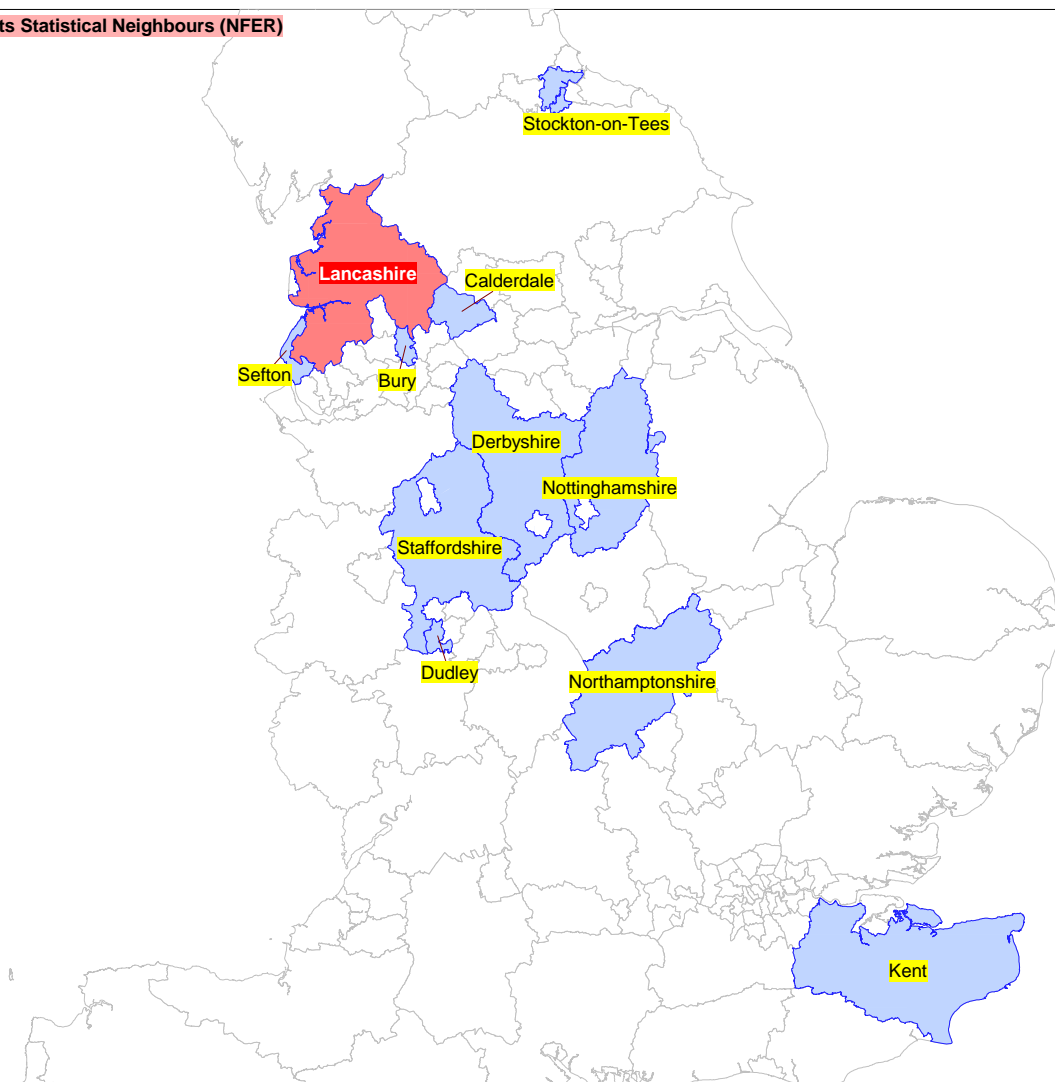 ts Statistical Neighbours (NFER)
Stockton-on-Tees
Lancashire
Calderdale
Sefton
Bury
Derbyshire
Nottinghamshire
Staffordshire
Dudley
Northamptonshire
Kent